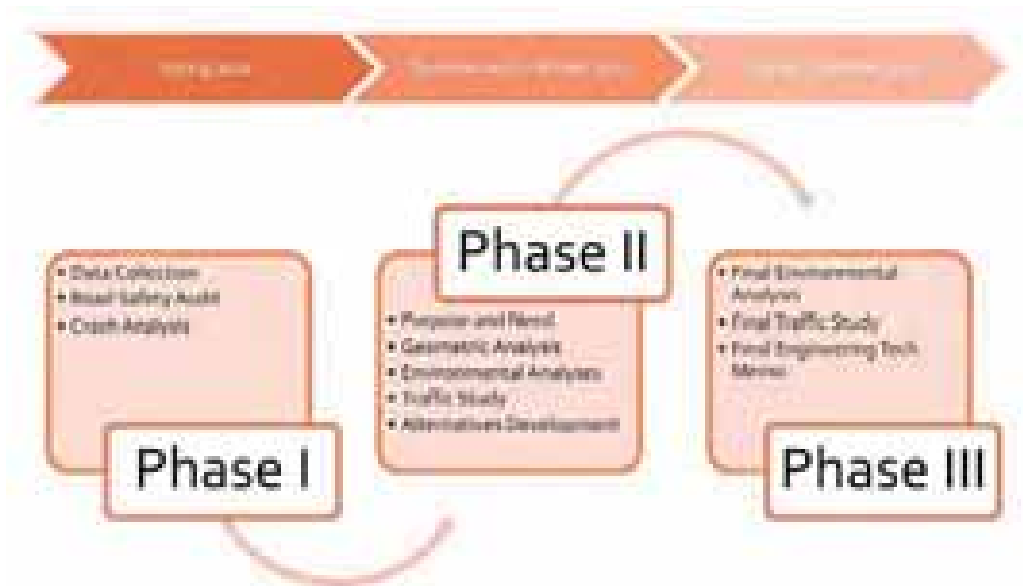 Phase II
• Data Collection
• Road Safety Audit
• Crash Analysis
• Purpose and Need
• Geometric Analysis
• Environmental Analyses
• Traffic Study
• Alternatives Development
• Final Environmental
Analysis
• Final Traffic Study
• Final Engineering Tech
Memo
Phase I
Phase III